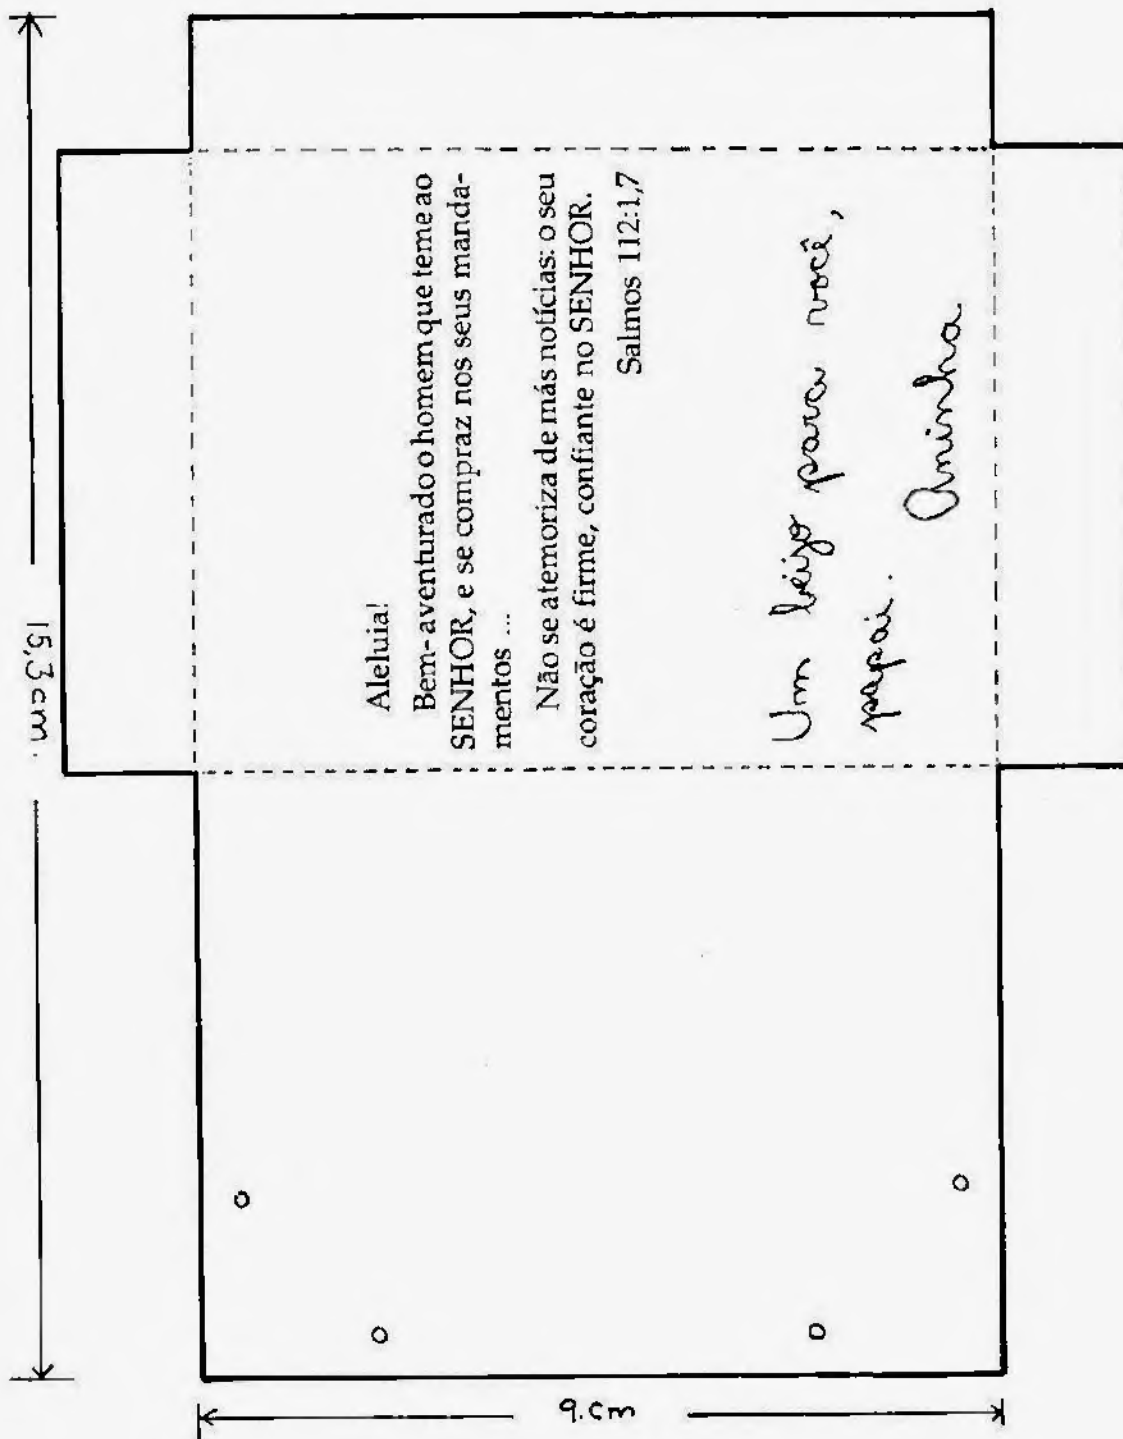 Aleluia!
Bem-aventurado o homem que teme ao
SENHOR, e se compraz nos seus manda-
mentos ...
Não se atemoriza de más notícias: o seu
coração é firme, confiante no SENHOR.
Salmos 112:1,7
Um beijo para você,
papai.
Aninha
15,3 cm.
9.cm